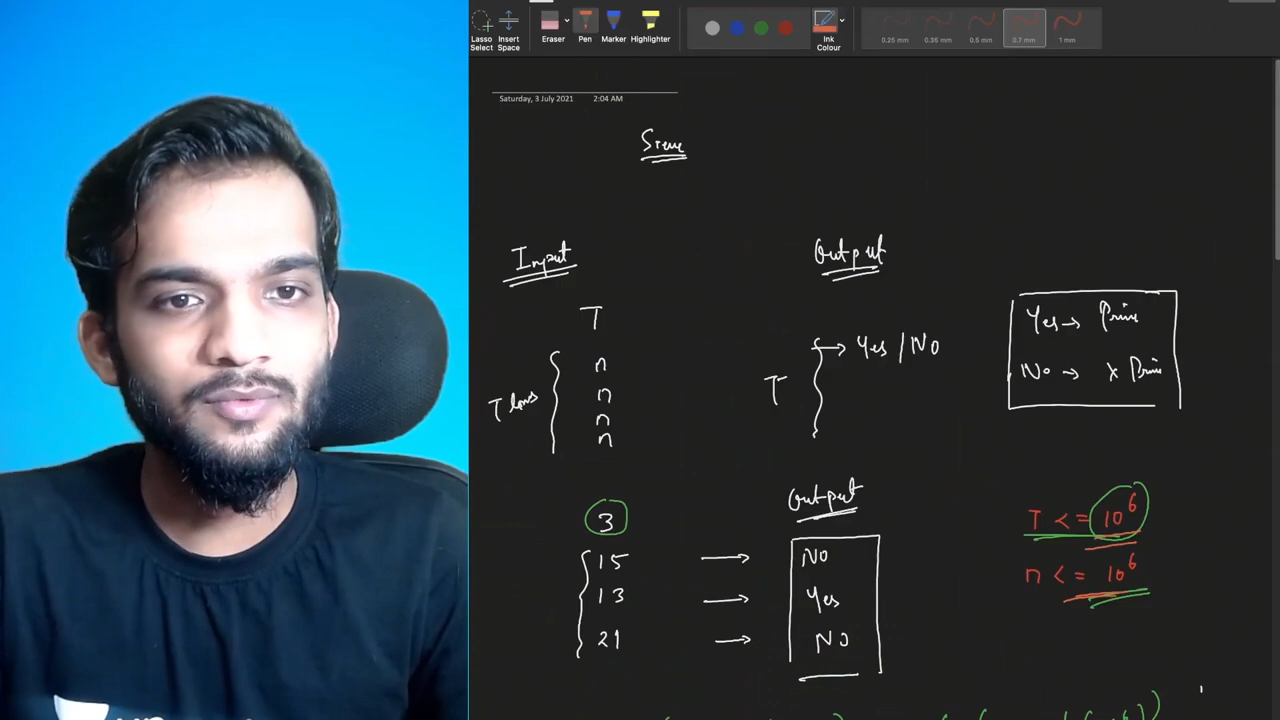 Lasso Select
Insert Space
Eraser
Pen
Marker
Highlighter
Ink Colour
0.25 mm
0.35 mm
0.5 mm
0.7 mm
1 mm
Saturday, 3 July 2021 2:04 AM
Sieve
Input
Output
T
n
n
n
n
T lines
T
Yes / No
Yes → Prime
No → x Prime
Output
3
15 → No
13 → Yes
21 → No
T <= 10^6
n <= 10^6